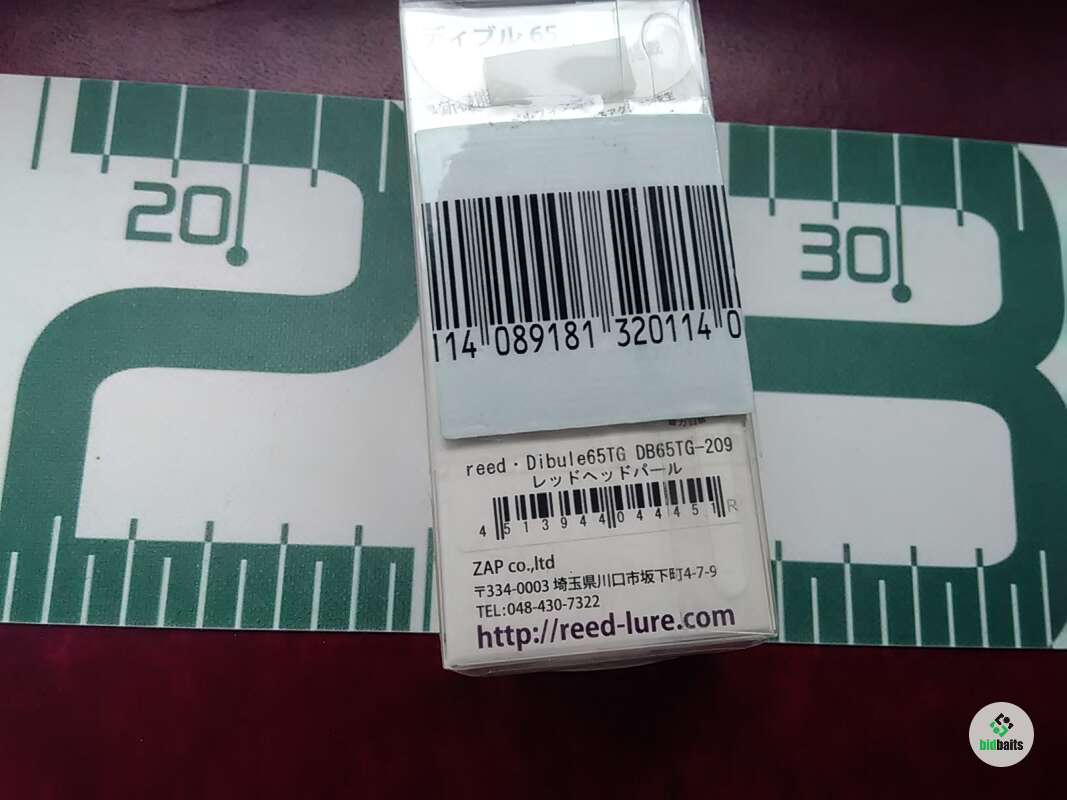 ディブル 65
20
30
114 089181 320114 0
reed・Dibule65TG DB65TG-209
レッドヘッドパール
4 513944 044451 R
ZAP co.,ltd
〒334-0003 埼玉県川口市坂下町4-7-9
TEL:048-430-7322
http://reed-lure.com
bidbaits